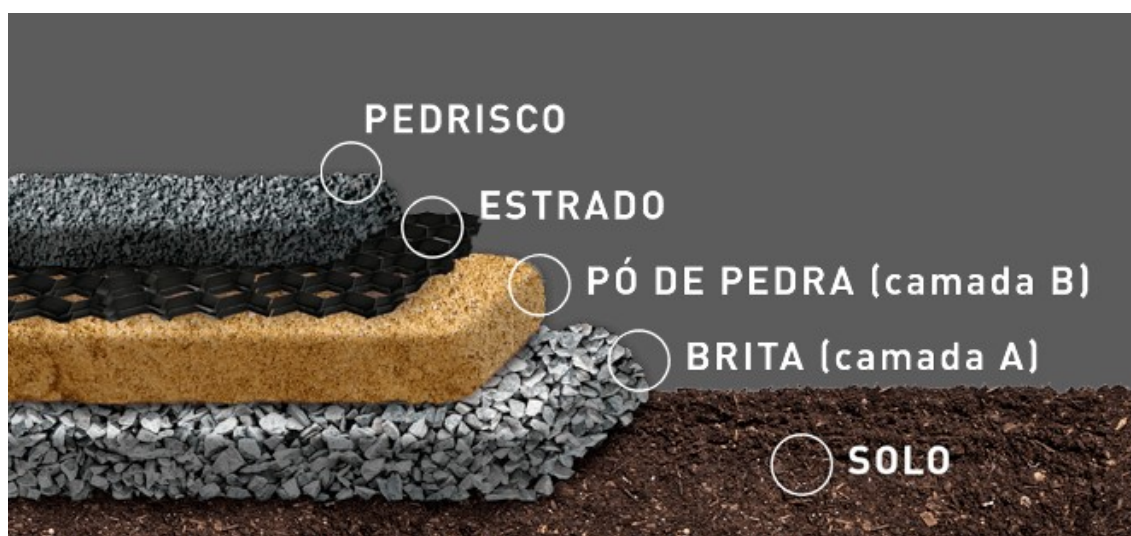 PEDRISCO
ESTRADO
PÓ DE PEDRA (camada B)
BRITA (camada A)
SOLO